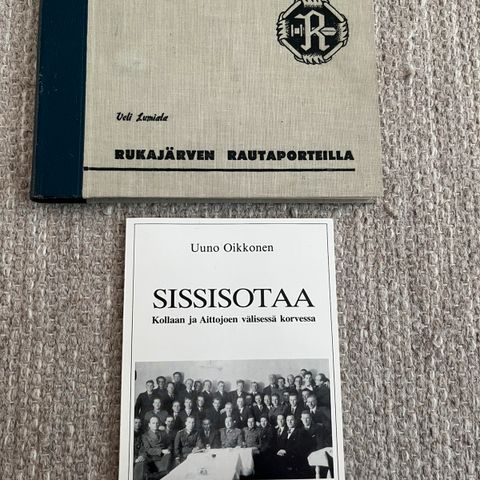 R
Veli Lumiala
RUKAJÄRVEN RAUTAPORTEILLA
Uuno Oikkonen
SISSISOTAA
Kollaan ja Aittojoen välisessä korvessa